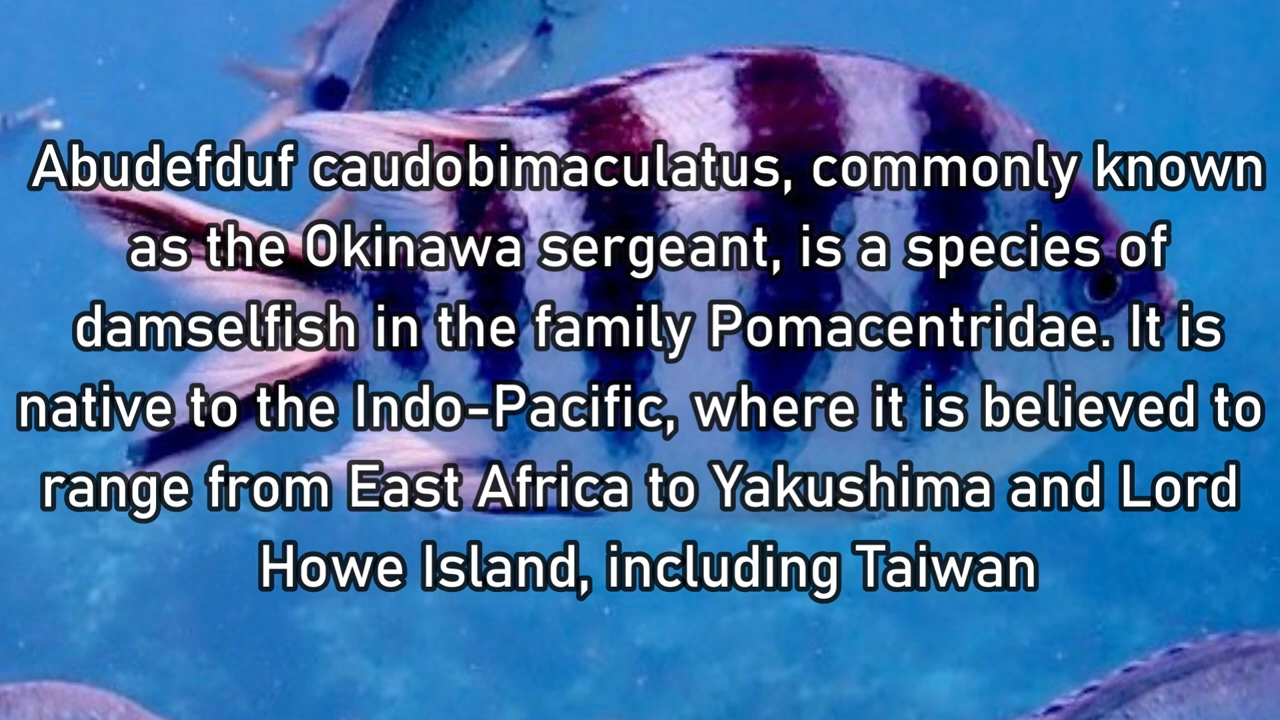 Abudefduf caudobimaculatus, commonly known
as the Okinawa sergeant, is a species of
damselfish in the family Pomacentridae. It is
native to the Indo-Pacific, where it is believed to
range from East Africa to Yakushima and Lord
Howe Island, including Taiwan